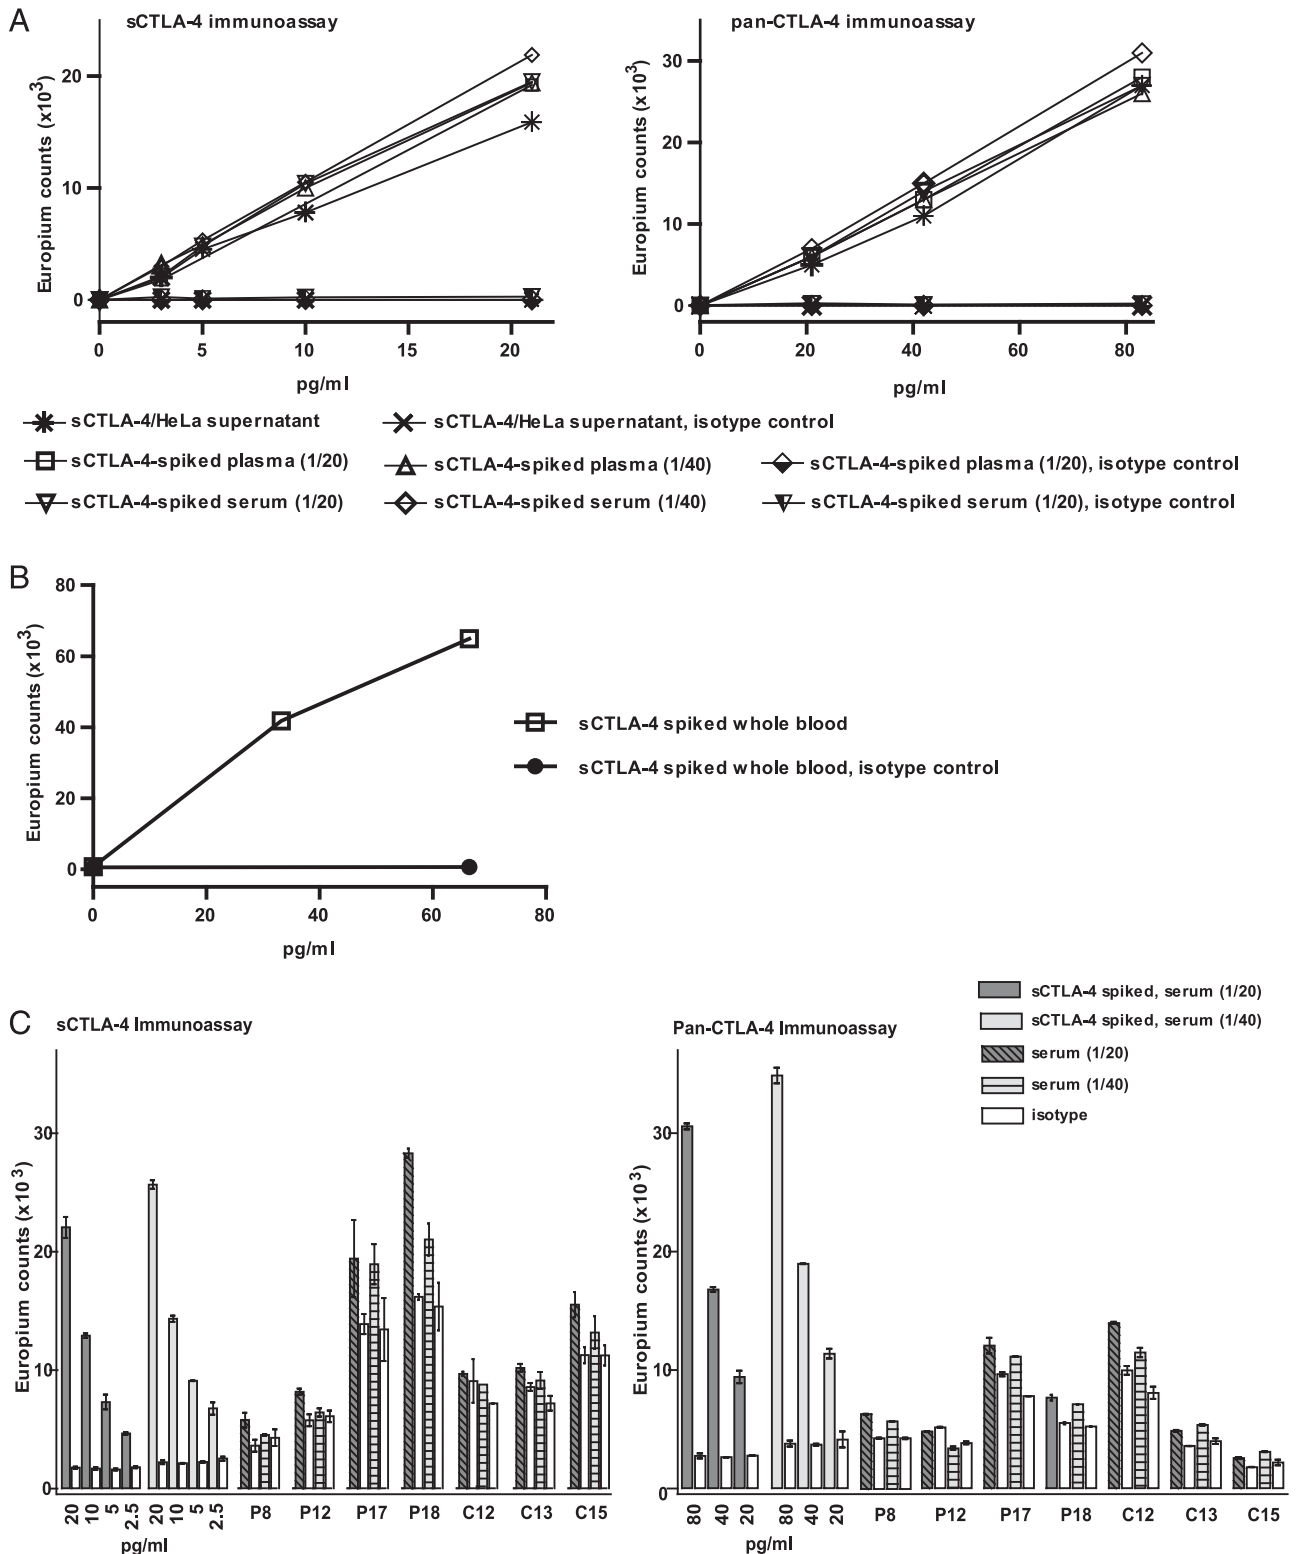 A
sCTLA-4 immunoassay
pan-CTLA-4 immunoassay
Europium counts (x10³)
20
10
0
0 5 10 15 20
pg/ml
Europium counts (x10³)
30
20
10
0
0 20 40 60 80
pg/ml
sCTLA-4/HeLa supernatant
sCTLA-4/HeLa supernatant, isotype control
sCTLA-4-spiked plasma (1/20)
sCTLA-4-spiked plasma (1/40)
sCTLA-4-spiked plasma (1/20), isotype control
sCTLA-4-spiked serum (1/20)
sCTLA-4-spiked serum (1/40)
sCTLA-4-spiked serum (1/20), isotype control
B
Europium counts (x10³)
80
60
40
20
0
0 20 40 60 80
pg/ml
sCTLA-4 spiked whole blood
sCTLA-4 spiked whole blood, isotype control
C
sCTLA-4 Immunoassay
Europium counts (x10³)
30
20
10
0
20 10 5 2.5 20 10 5 2.5 P8 P12 P17 P18 C12 C13 C15
pg/ml
Pan-CTLA-4 Immunoassay
sCTLA-4 spiked, serum (1/20)
sCTLA-4 spiked, serum (1/40)
serum (1/20)
serum (1/40)
isotype
Europium counts (x10³)
30
20
10
0
80 40 20 80 40 20 P8 P12 P17 P18 C12 C13 C15
pg/ml